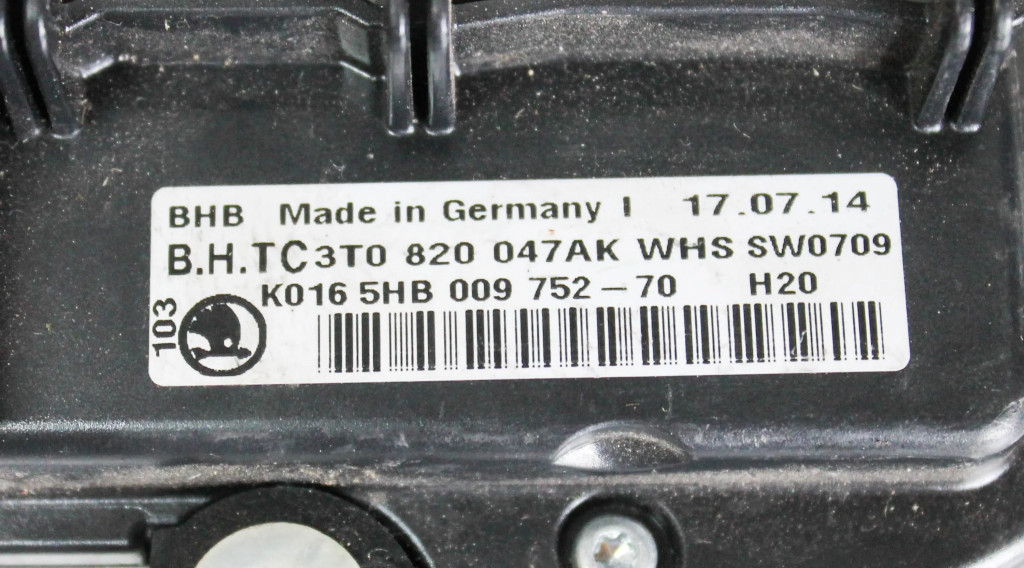 BHB Made in Germany I 17.07.14
B.H.TC 3T0 820 047AK WHS SW0709
K016 5HB 009 752-70 H20
103